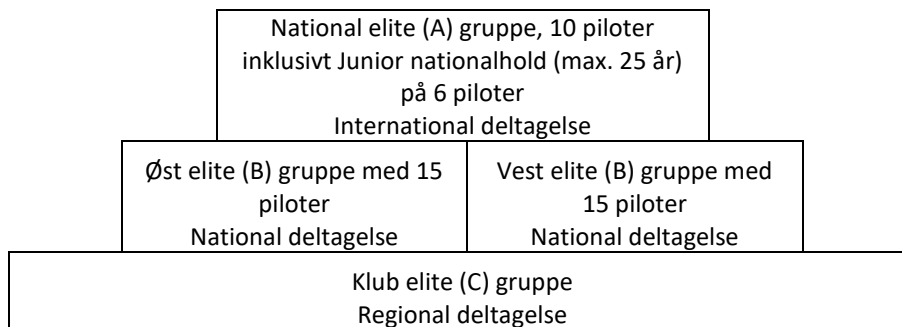 National elite (A) gruppe, 10 piloter
inklusivt Junior nationalhold (max. 25 år)
på 6 piloter
International deltagelse
Øst elite (B) gruppe med 15
piloter
National deltagelse
Vest elite (B) gruppe med
15 piloter
National deltagelse
Klub elite (C) gruppe
Regional deltagelse